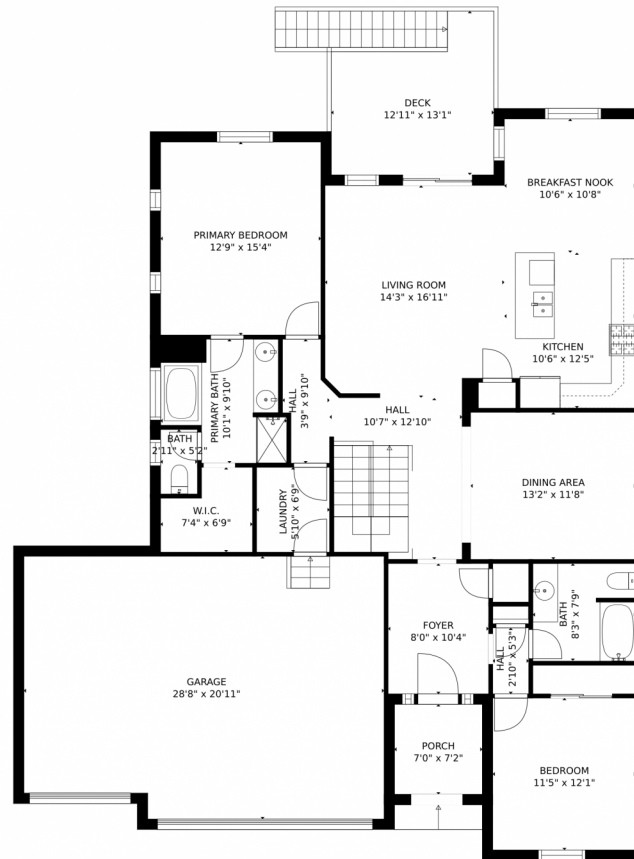 DECK
12'11" x 13'1"
BREAKFAST NOOK
10'6" x 10'8"
PRIMARY BEDROOM
12'9" x 15'4"
LIVING ROOM
14'3" x 16'11"
KITCHEN
10'6" x 12'5"
PRIMARY BATH
10'1" x 9'10"
HALL
3'9" x 9'10"
HALL
10'7" x 12'10"
BATH
2'11" x 5'2"
DINING AREA
13'2" x 11'8"
W.I.C.
7'4" x 6'9"
LAUNDRY
5'10" x 6'9"
FOYER
8'0" x 10'4"
BATH
8'3" x 7'9"
HALL
2'10" x 5'3"
GARAGE
28'8" x 20'11"
PORCH
7'0" x 7'2"
BEDROOM
11'5" x 12'1"